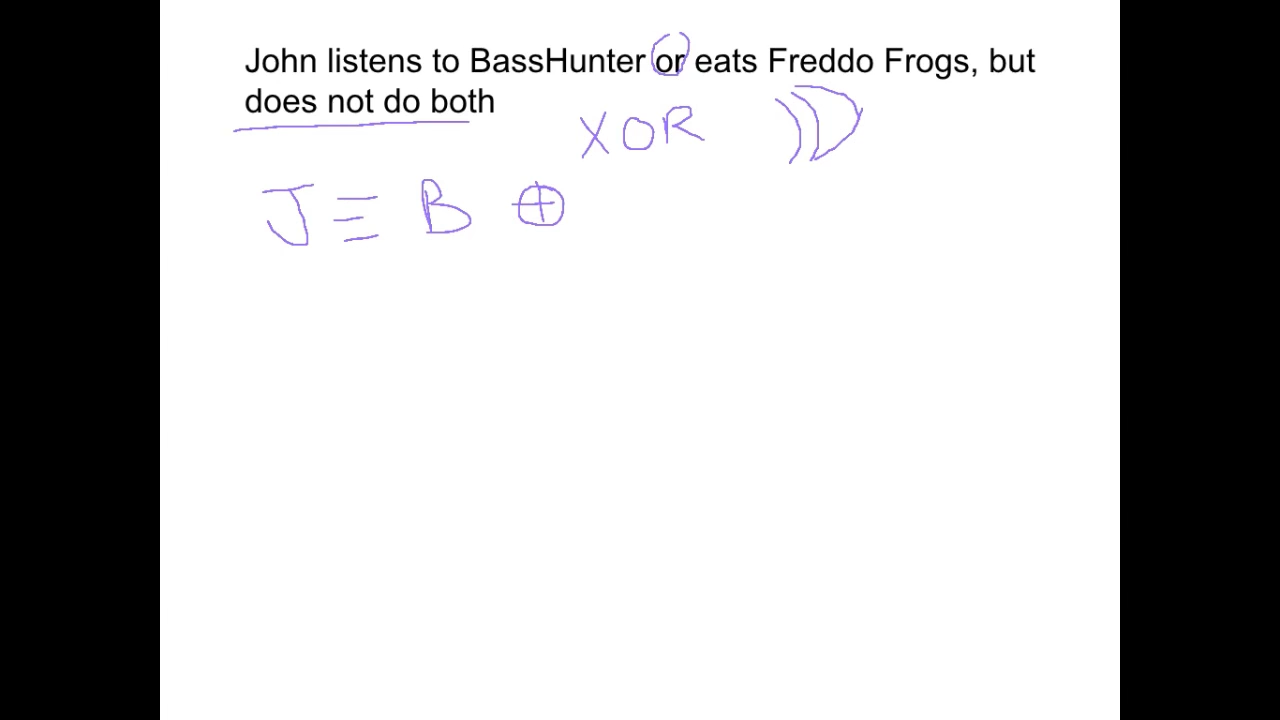 John listens to BassHunter or eats Freddo Frogs, but
does not do both
XOR
J ≡ B ⊕